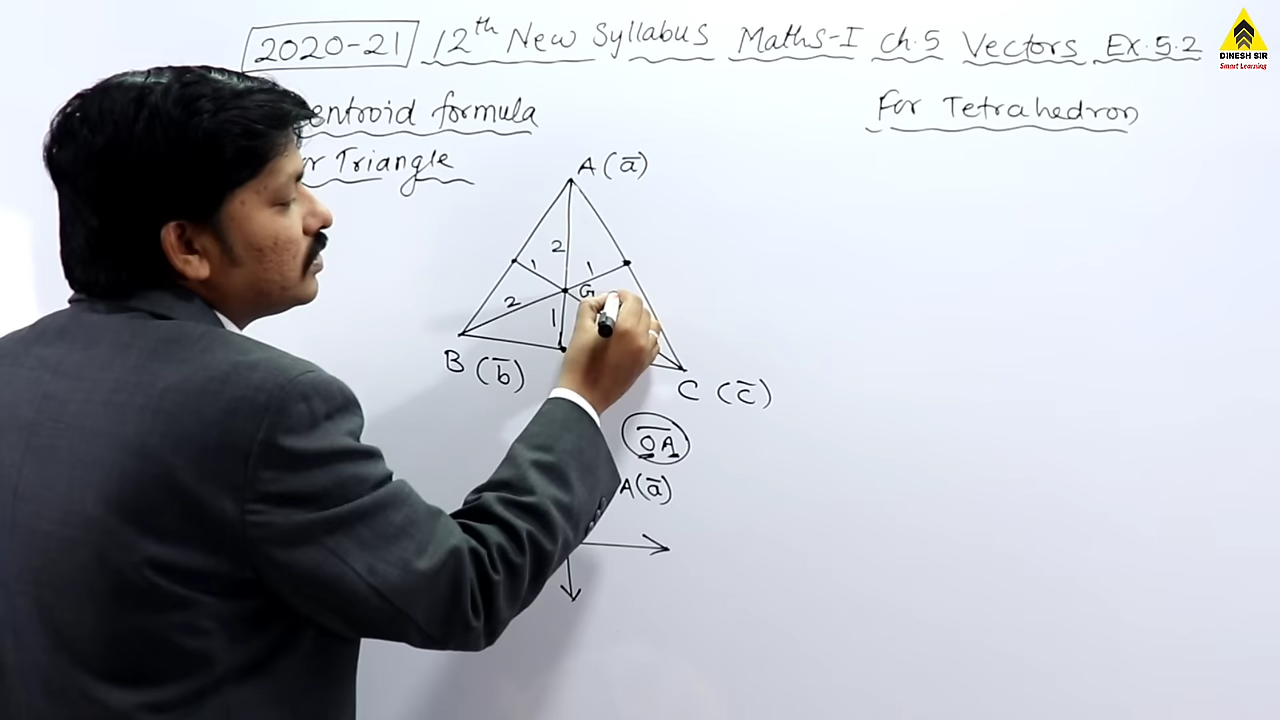 2020-21 12th New Syllabus Maths-I Ch.5 Vectors Ex.5.2
DINESH SIR
Smart Learning
entroid formula
For Tetrahedron
r Triangle
A (a̅)
2
1 1
G
2
1
B (b̅)
C (c̅)
O̅A̅
A(a̅)